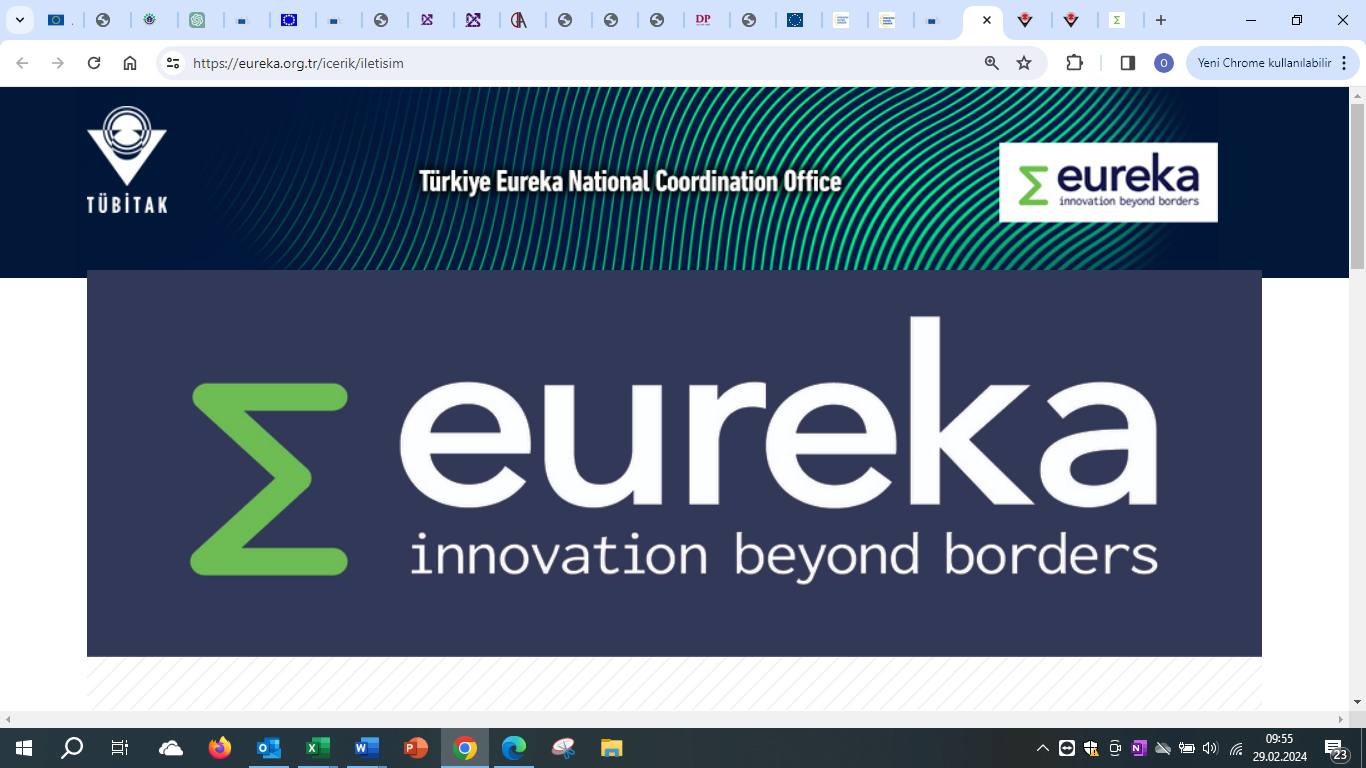 DP
https://eureka.org.tr/icerik/iletisim
Yeni Chrome kullanılabilir
O
TÜBİTAK
Türkiye Eureka National Coordination Office
eureka
innovation beyond borders
eureka
innovation beyond borders
09:55
29.02.2024
23